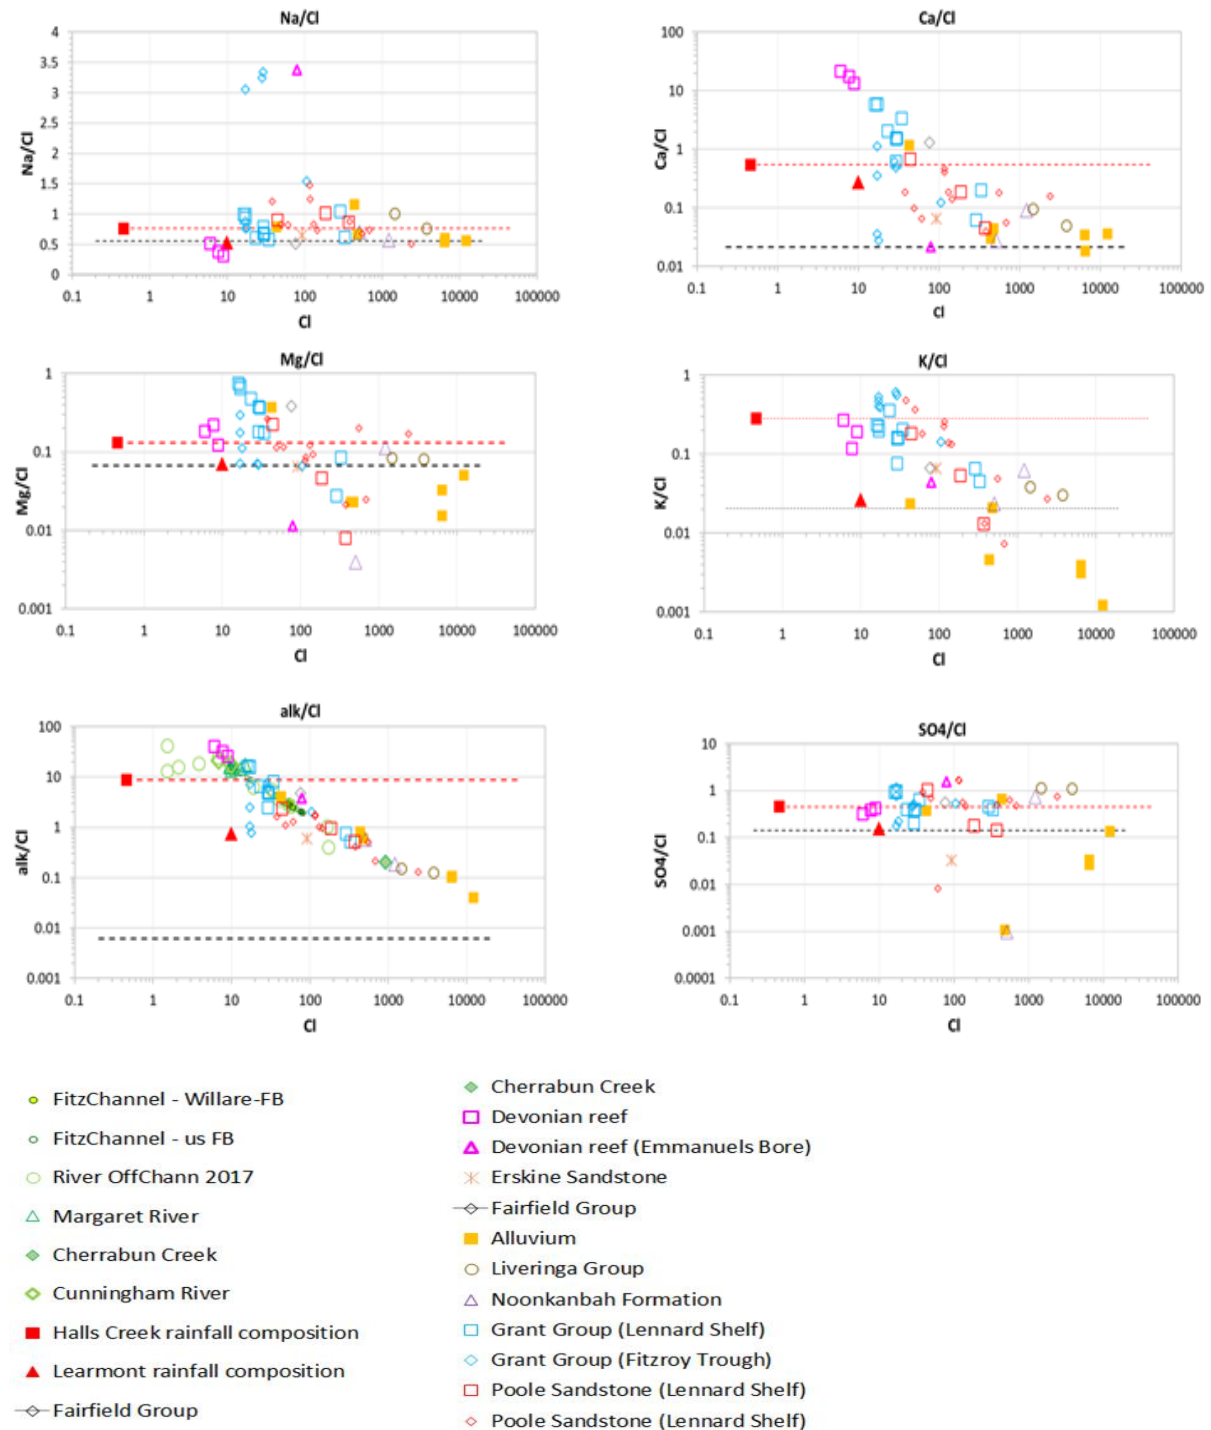 Na/Cl
4
3.5
3
2.5
2
1.5
1
0.5
0
Na/Cl
0.1 1 10 100 1000 10000 100000
Cl
Ca/Cl
100
10
1
0.1
0.01
Ca/Cl
0.1 1 10 100 1000 10000 100000
Cl
Mg/Cl
1
0.1
0.01
0.001
Mg/Cl
0.1 1 10 100 1000 10000 100000
Cl
K/Cl
1
0.1
0.01
0.001
K/Cl
0.1 1 10 100 1000 10000 100000
Cl
alk/Cl
100
10
1
0.1
0.01
0.001
alk/Cl
0.1 1 10 100 1000 10000 100000
Cl
SO4/Cl
10
1
0.1
0.01
0.001
0.0001
SO4/Cl
0.1 1 10 100 1000 10000 100000
Cl
FitzChannel - Willare-FB
FitzChannel - us FB
River OffChann 2017
Margaret River
Cherrabun Creek
Cunningham River
Halls Creek rainfall composition
Learmont rainfall composition
Fairfield Group
Cherrabun Creek
Devonian reef
Devonian reef (Emmanuels Bore)
Erskine Sandstone
Fairfield Group
Alluvium
Liveringa Group
Noonkanbah Formation
Grant Group (Lennard Shelf)
Grant Group (Fitzroy Trough)
Poole Sandstone (Lennard Shelf)
Poole Sandstone (Lennard Shelf)